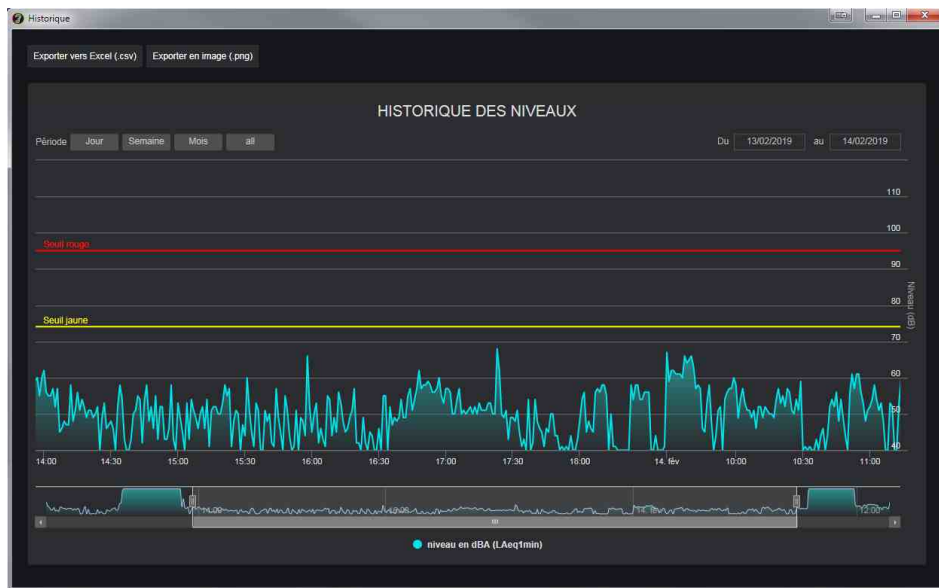 Historique
Exporter vers Excel (.csv) Exporter en image (.png)
HISTORIQUE DES NIVEAUX
Période Jour Semaine Mois all Du 13/02/2019 au 14/02/2019
110
100
Seuil rouge
90
Niveau (dB)
80
Seuil jaune
70
60
50
40
14:00 14:30 15:00 15:30 16:00 16:30 17:00 17:30 18:00 14. fév 10:00 10:30 11:00
12:00
niveau en dBA (LAeq1min)